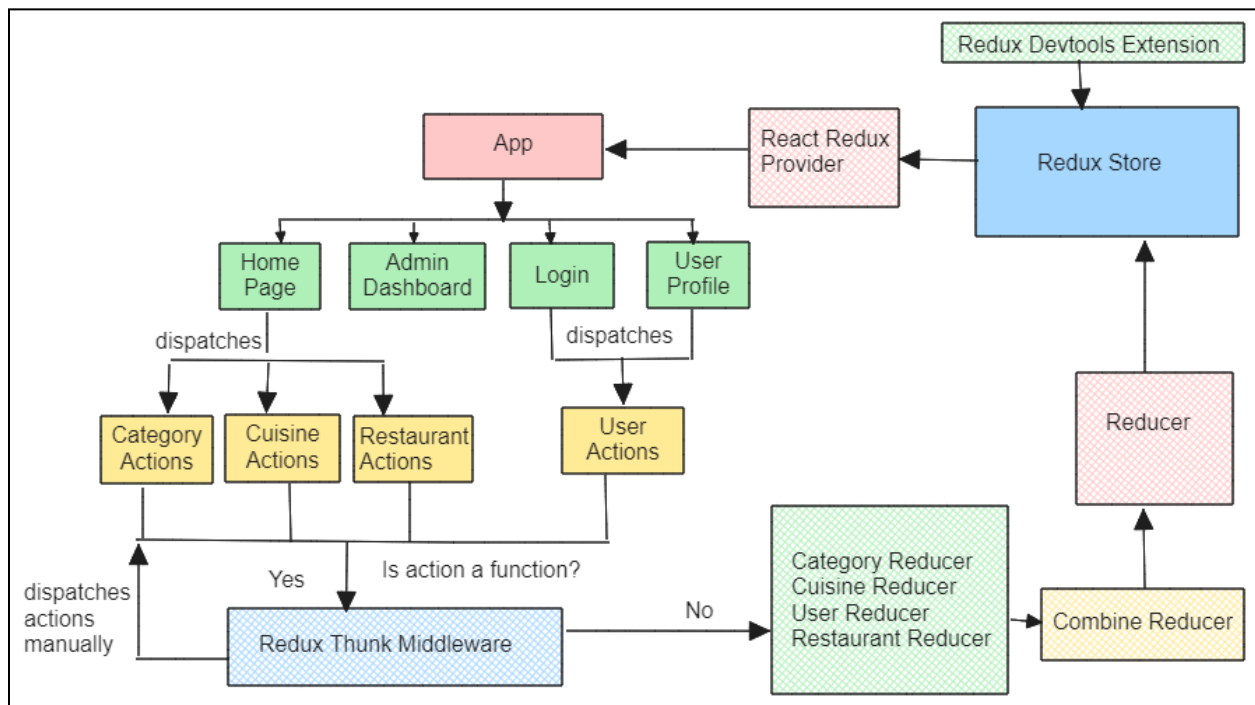 Redux Devtools Extension
App
React Redux
Provider
Redux Store
Home
Page
Admin
Dashboard
Login
User
Profile
dispatches
dispatches
Category
Actions
Cuisine
Actions
Restaurant
Actions
User
Actions
Reducer
Yes
Is action a function?
dispatches
actions
manually
Redux Thunk Middleware
No
Category Reducer
Cuisine Reducer
User Reducer
Restaurant Reducer
Combine Reducer